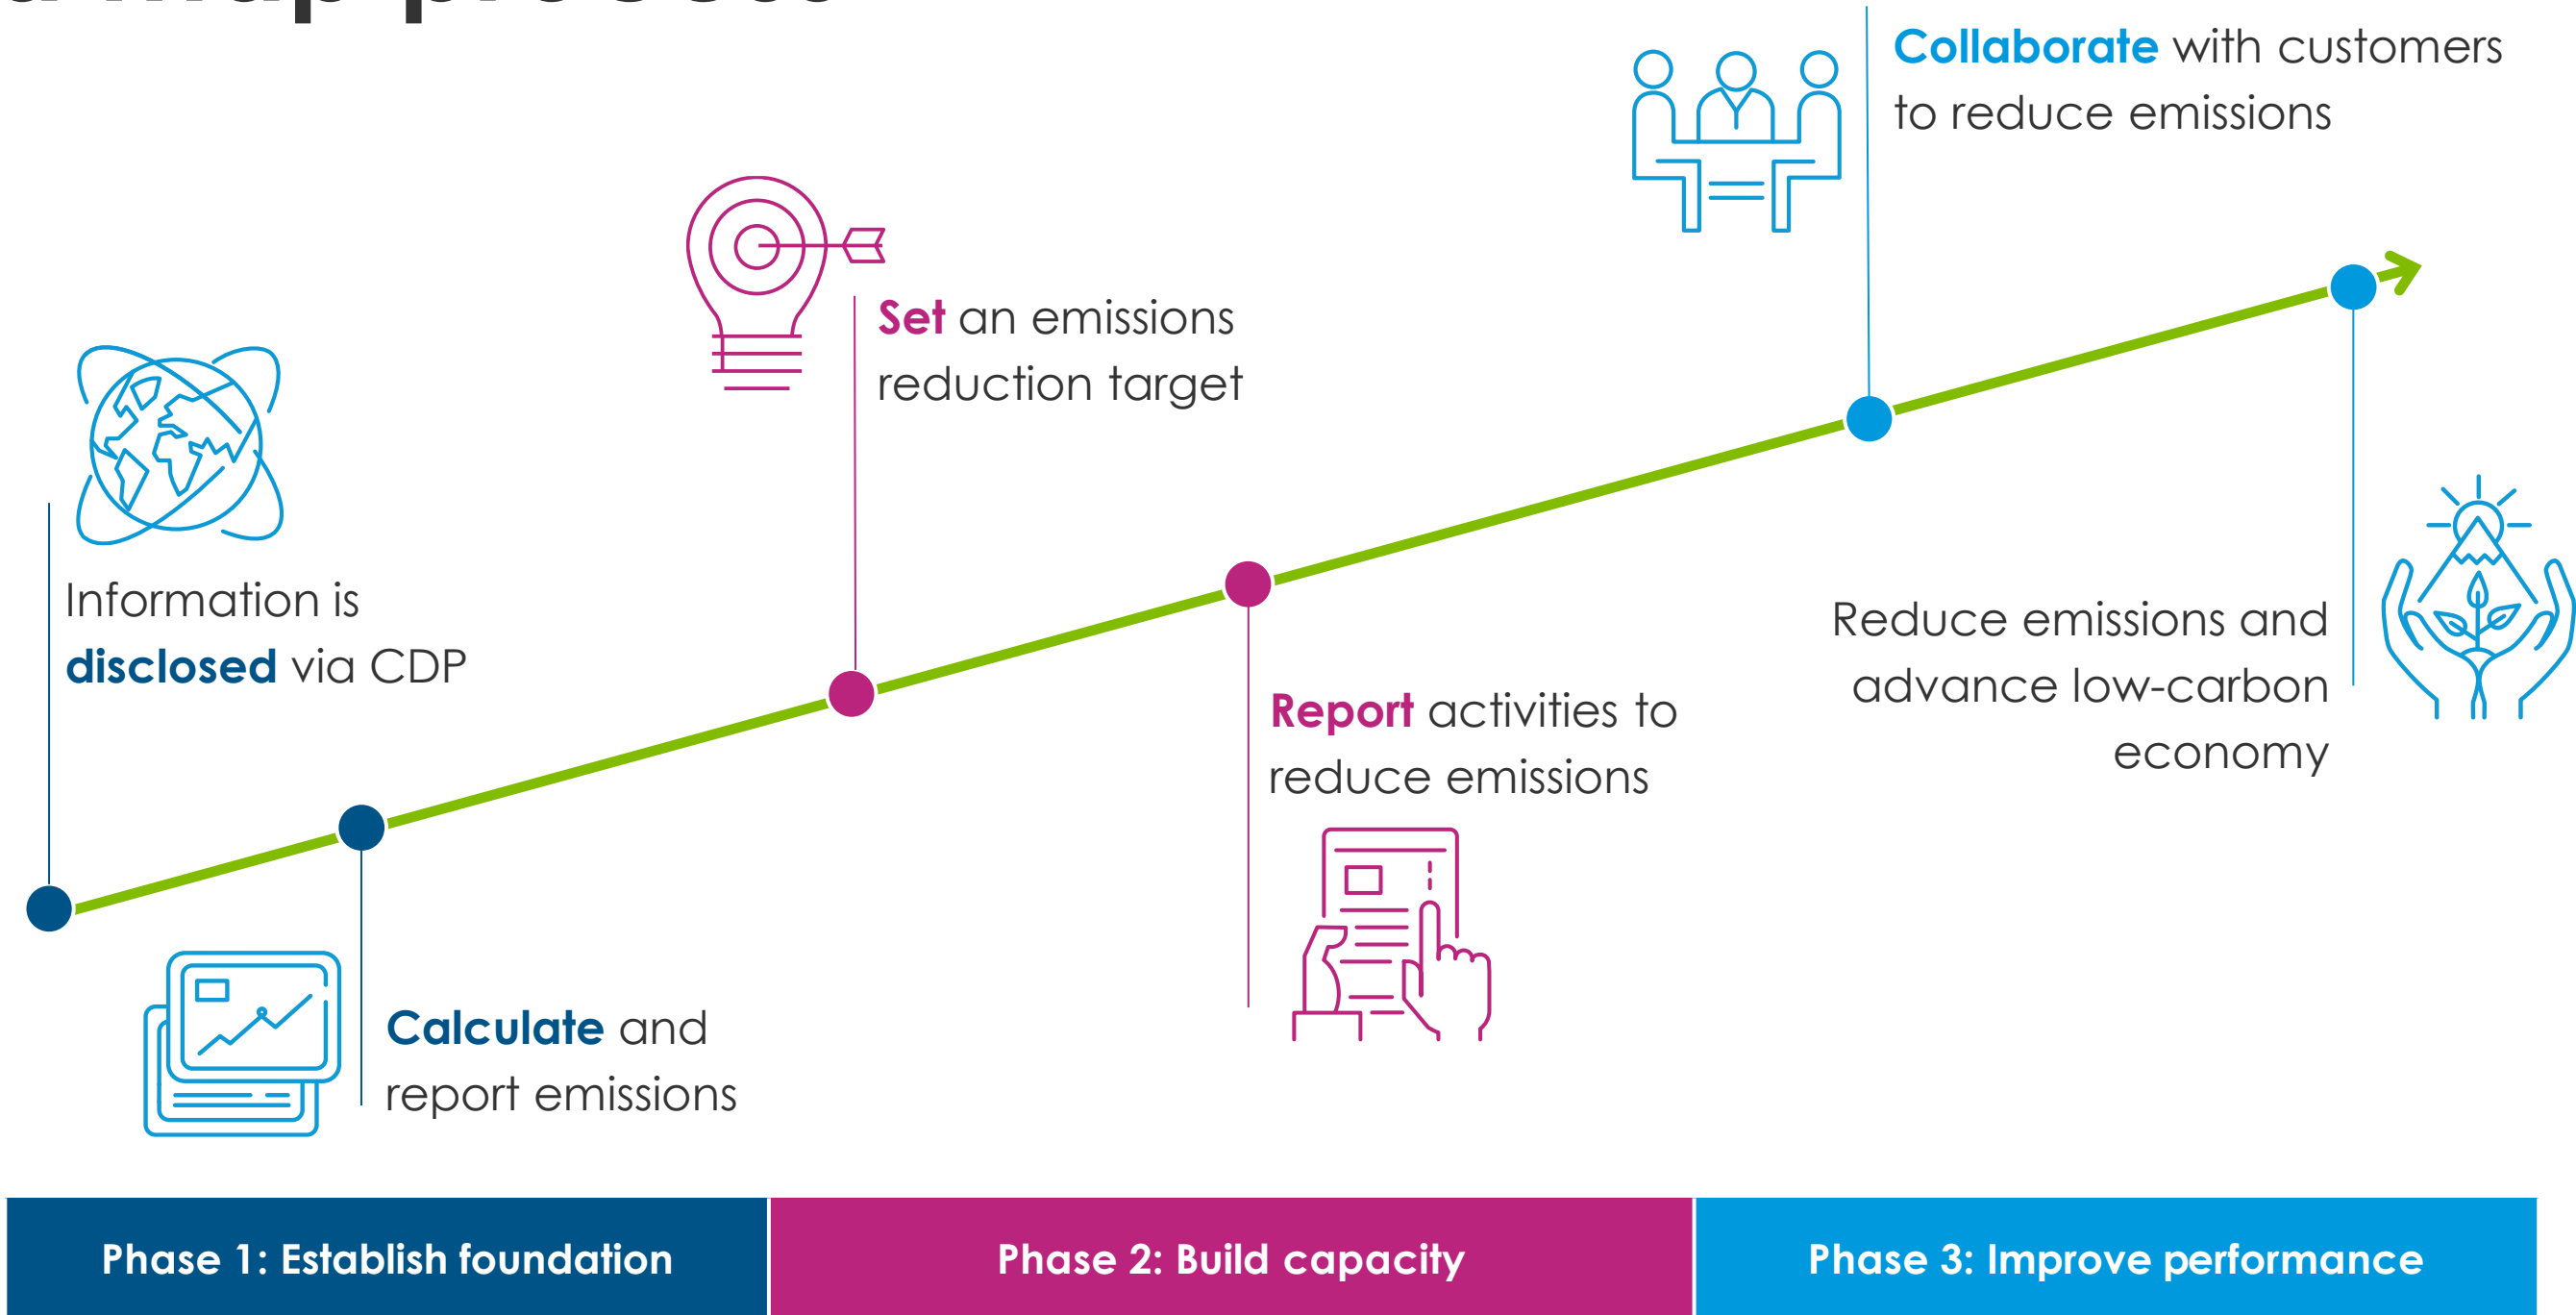 Information is
disclosed via CDP
Calculate and
report emissions
Set an emissions
reduction target
Report activities to
reduce emissions
Collaborate with customers
to reduce emissions
Reduce emissions and
advance low-carbon
economy
Phase 1: Establish foundation
Phase 2: Build capacity
Phase 3: Improve performance